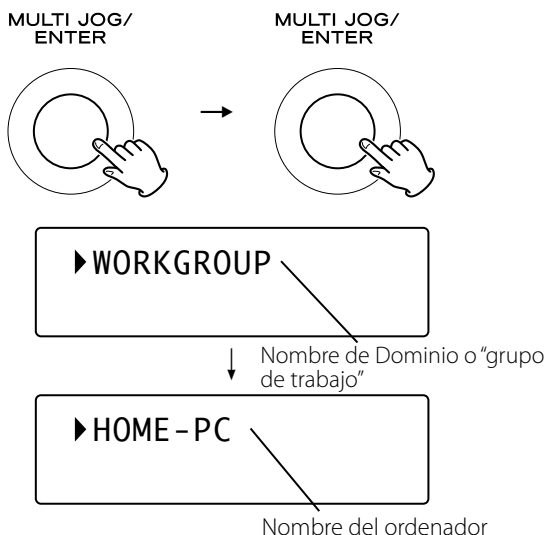 MULTI JOG/
ENTER
MULTI JOG/
ENTER
WORKGROUP
Nombre de Dominio o “grupo
de trabajo”
HOME-PC
Nombre del ordenador